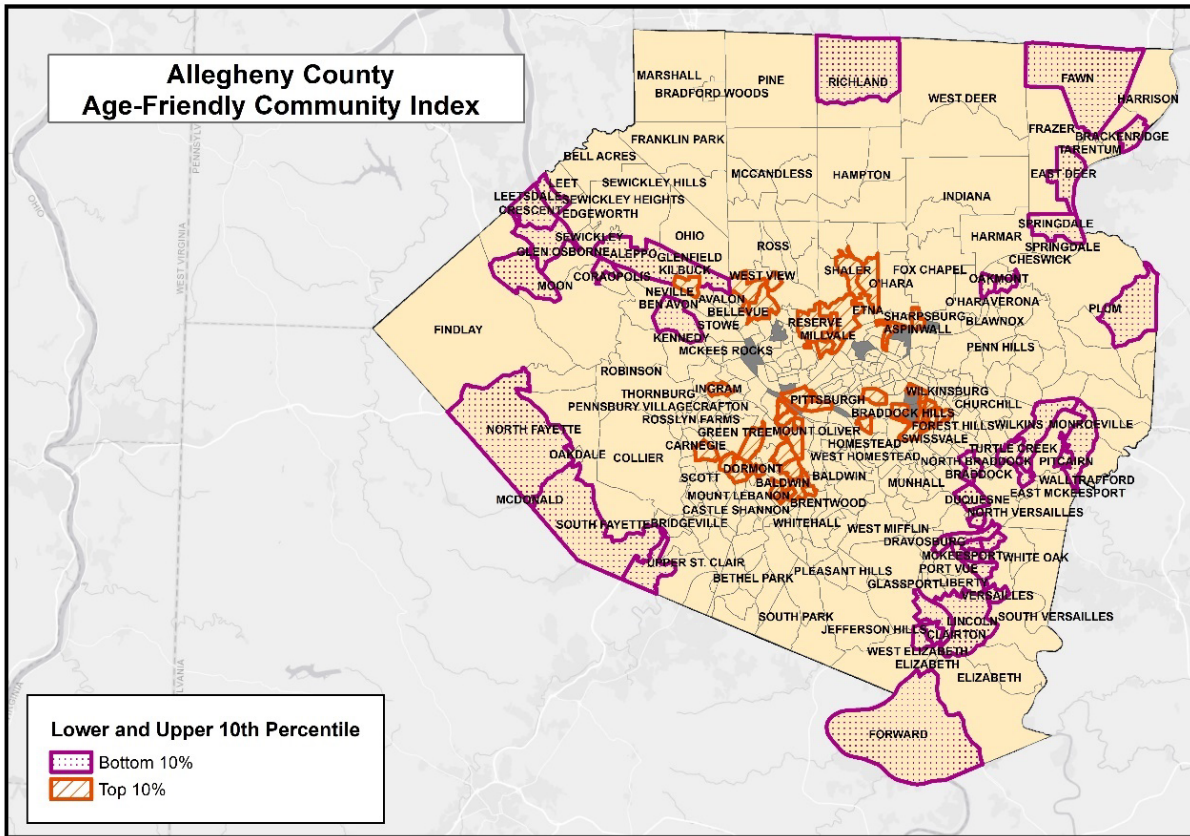 Allegheny County
Age-Friendly Community Index
MARSHALL
PINE
RICHLAND
FAWN
BRADFORD WOODS
WEST DEER
HARRISON
FRAZER
BRACKENRIDGE
FRANKLIN PARK
TARENTUM
BELL ACRES
MCCANDLESS
HAMPTON
EAST DEER
LEET
SEWICKLEY HILLS
LEETSDALE
SEWICKLEY HEIGHTS
INDIANA
CRESCENT
EDGEWORTH
SPRINGDALE
SEWICKLEY
OHIO
ROSS
HARMAR
SPRINGDALE
GLEN OSBORNE
ALEPPO
GLENFIELD
CHESWICK
CORAOPOLIS
KILBUCK
WEST VIEW
SHALER
FOX CHAPEL
OAKMONT
MOON
NEVILLE
O'HARA
BEN AVON
AVALON
O'HARA
VERONA
PLUM
BELLEVUE
ETNA
SHARPSBURG
FINDLAY
STOWE
RESERVE
ASPINWALL
BLAWNOX
KENNEDY
MILLVALE
MCKEES ROCKS
PENN HILLS
ROBINSON
INGRAM
WILKINSBURG
THORNBURG
PITTSBURGH
CHURCHILL
PENNSBURY VILLAGE
CRAFTON
BRADDOCK HILLS
ROSSLYN FARMS
FOREST HILLS
WILKINS
MONROEVILLE
NORTH FAYETTE
GREEN TREE
MOUNT OLIVER
SWISSVALE
CARNEGIE
HOMESTEAD
TURTLE CREEK
OAKDALE
COLLIER
WEST HOMESTEAD
NORTH BRADDOCK
PITCAIRN
DORMONT
BRADDOCK
SCOTT
BALDWIN
BALDWIN
MUNHALL
WALL
TRAFFORD
MCDONALD
MOUNT LEBANON
BRENTWOOD
DUQUESNE
EAST MCKEESPORT
CASTLE SHANNON
NORTH VERSAILLES
SOUTH FAYETTE
BRIDGEVILLE
WHITEHALL
WEST MIFFLIN
DRAVOSBURG
UPPER ST. CLAIR
MCKEESPORT
WHITE OAK
BETHEL PARK
PLEASANT HILLS
PORT VUE
GLASSPORT
LIBERTY
VERSAILLES
SOUTH PARK
LINCOLN
SOUTH VERSAILLES
JEFFERSON HILLS
CLAIRTON
WEST ELIZABETH
ELIZABETH
ELIZABETH
FORWARD
OHIO
WEST VIRGINIA
PENNSYLV
Lower and Upper 10th Percentile
Bottom 10%
Top 10%